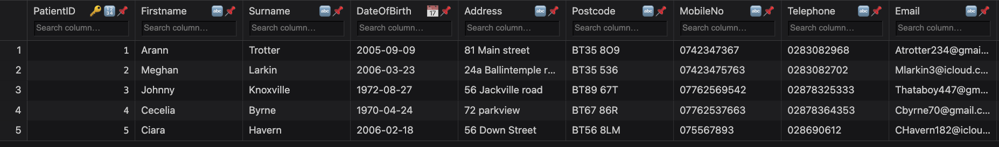 PatientID Firstname Surname DateOfBirth Address Postcode MobileNo Telephone Email
Search column... Search column... Search column... Search column... Search column... Search column... Search column... Search column... Search column...
1 1 Arann Trotter 2005-09-09 81 Main street BT35 8O9 0742347367 0283082968 Atrotter234@gmai...
2 2 Meghan Larkin 2006-03-23 24a Ballintemple r... BT35 536 07423475763 0283082702 Mlarkin3@icloud.c...
3 3 Johnny Knoxville 1972-08-27 56 Jackville road BT89 67T 07762569542 02878325333 Thataboy447@gm...
4 4 Cecelia Byrne 1970-04-24 72 parkview BT67 86R 07762537663 02878364353 Cbyrne70@gmail.c...
5 5 Ciara Havern 2006-02-18 56 Down Street BT56 8LM 075567893 028690612 CHavern182@iclou...